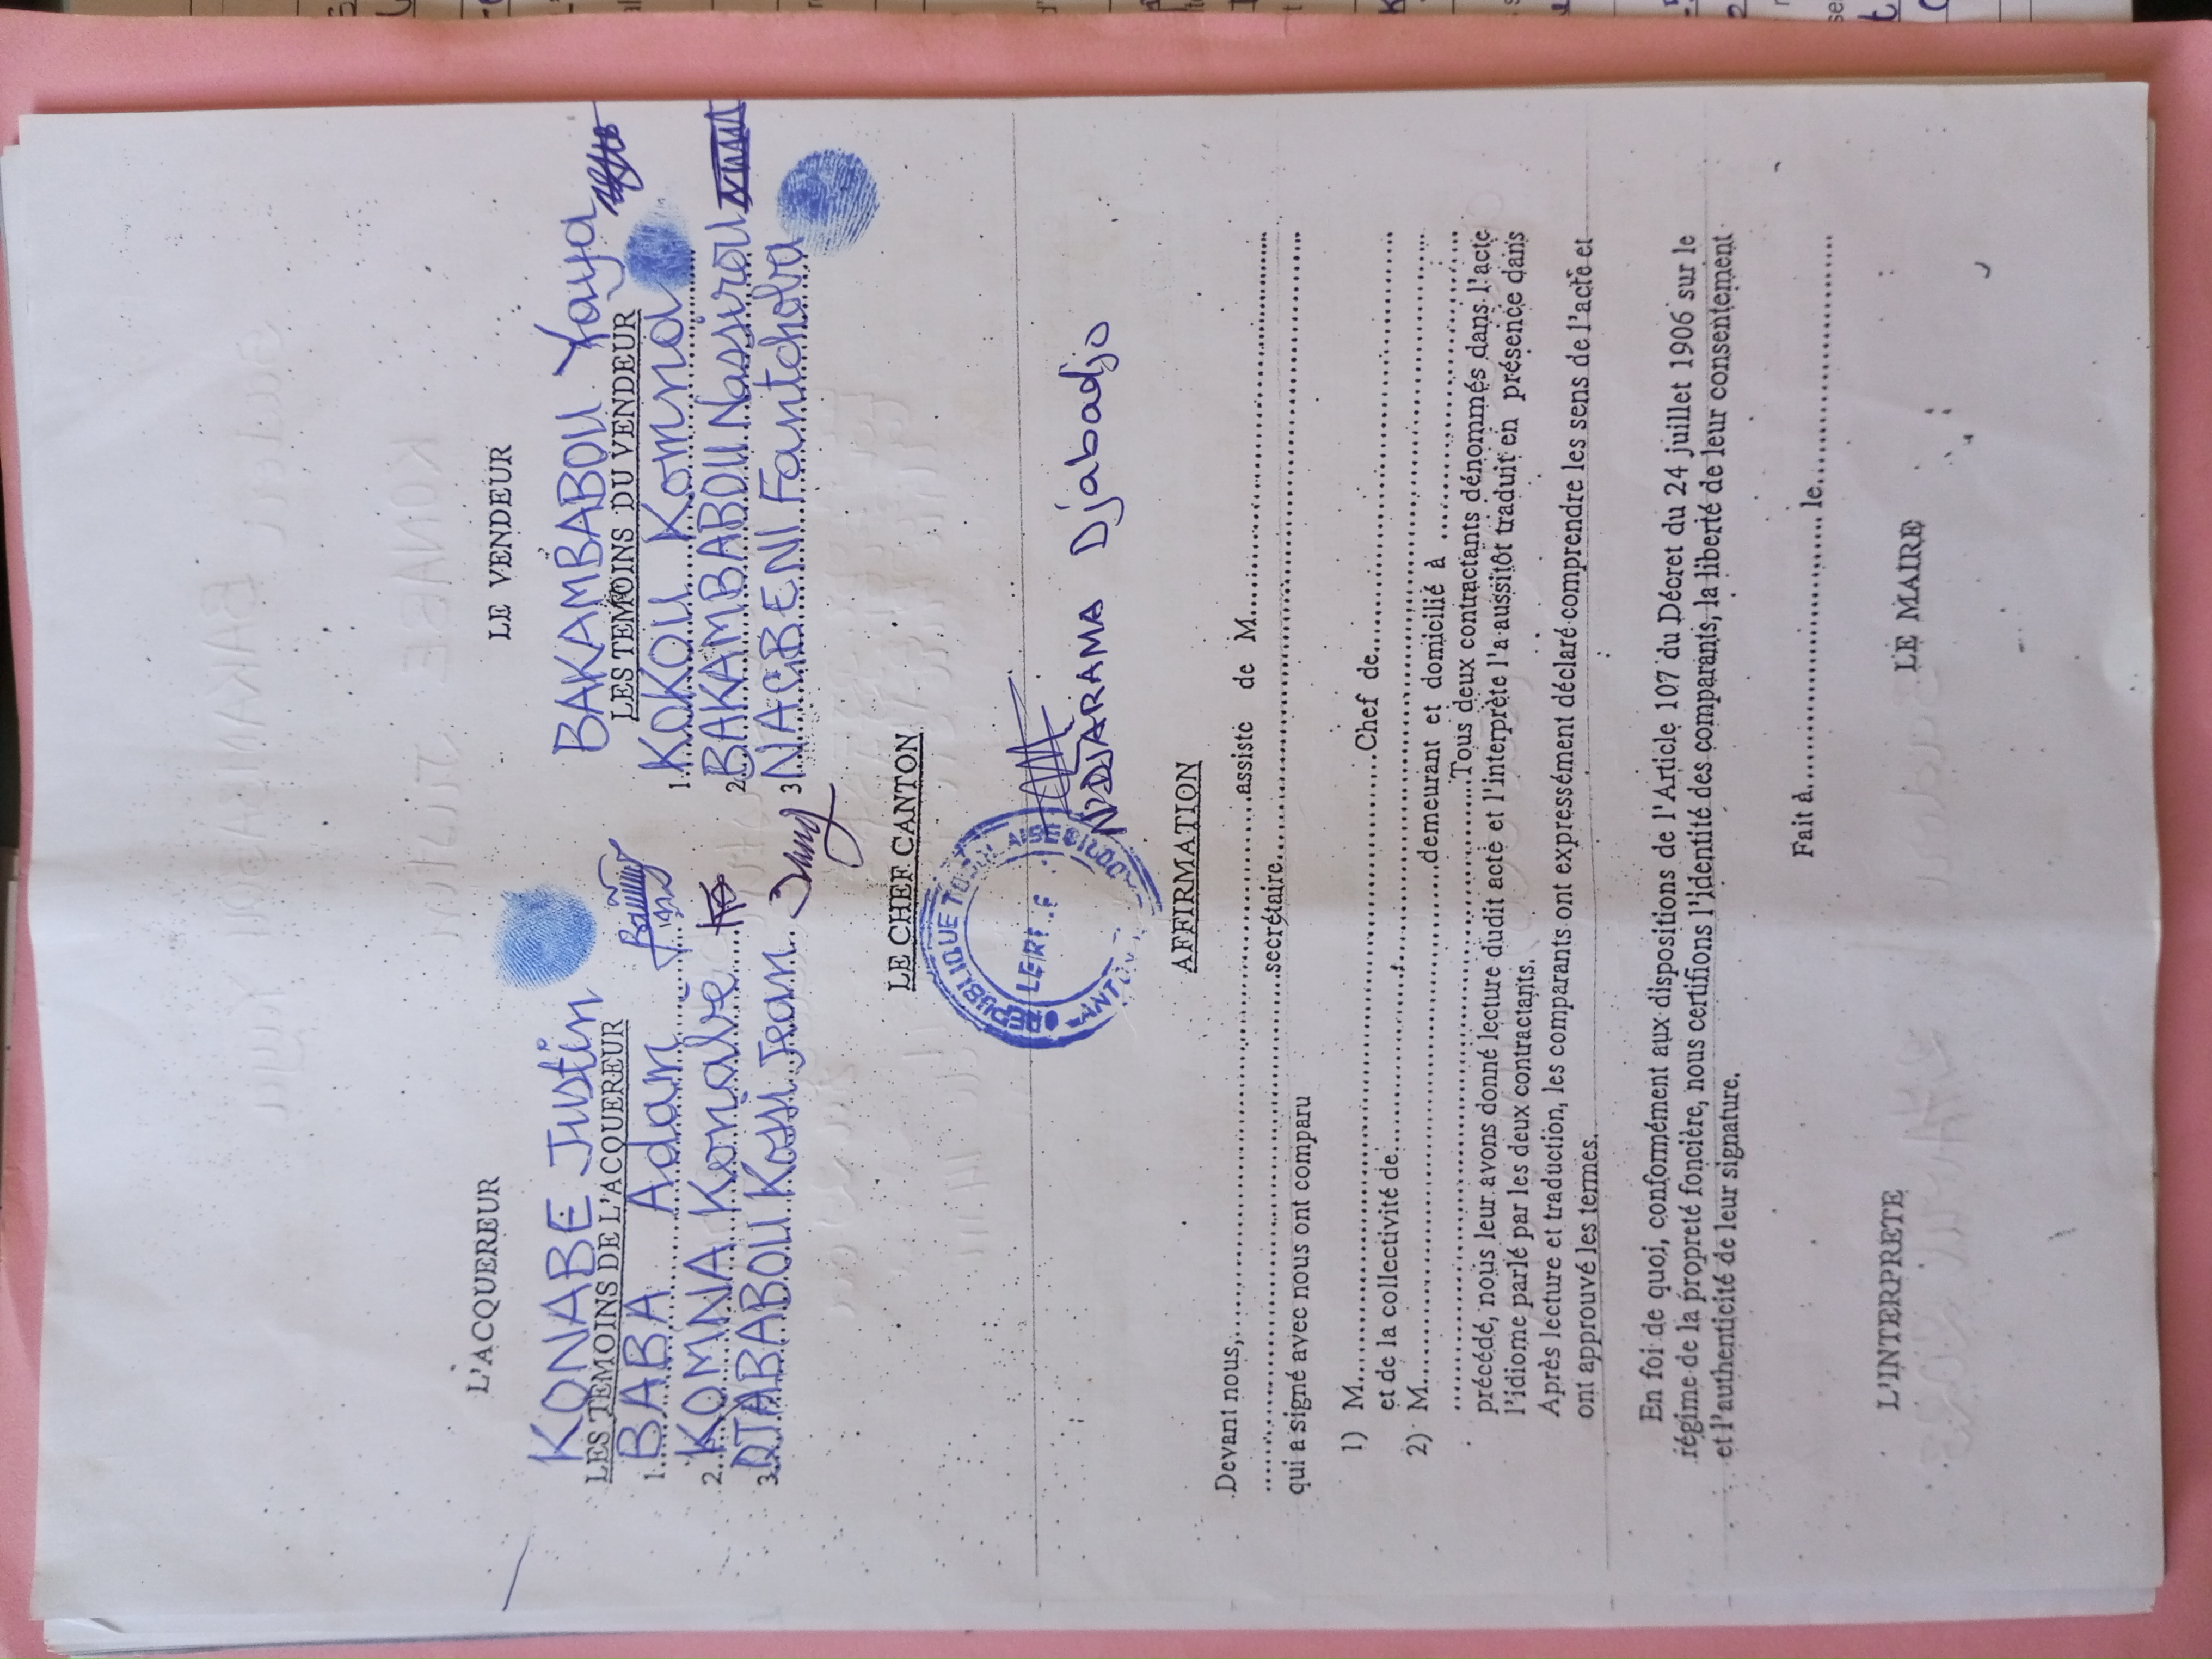 L'ACQUEREUR
KONABE Justin
LES TEMOINS DE L'ACQUEREUR
1. BABA Adam
2. KOMNA Komabé
3. DJABABOU Kossi Jean
LE VENDEUR
BAKAMBABOU Yaya
LES TEMOINS DU VENDEUR
1. KOKOU Komna
2. BAKAMBABOU Nassirou
3. NAGBENI Fantchoba
LE CHEF CANTON
REPUBLIQUE
N'DJARAMA Djabadjo
AFFIRMATION
Devant nous,..............................assisté de M..............................
..............................secrétaire..............................
qui a signé avec nous ont comparu
1) M..............................Chef de..............................
et de la collectivité de..............................
2) M..............................demeurant et domicilié à ..............................
..............................Tous deux contractants dénommés dans l'acte
précédé, nous leur avons donné lecture dudit acte et l'interprète l'a aussitôt traduit en présence dans
l'idiome parlé par les deux contractants.
Après lecture et traduction, les comparants ont expressément déclaré comprendre les sens de l'acte et
ont approuvé les termes.
En foi de quoi, conformément aux dispositions de l'Article 107 du Décret du 24 juillet 1906 sur le
régime de la propreté foncière, nous certifions l'identité des comparants, la liberté de leur consentement
et l'authenticité de leur signature.
Fait à.................... le....................
L'INTERPRETE
LE MAIRE